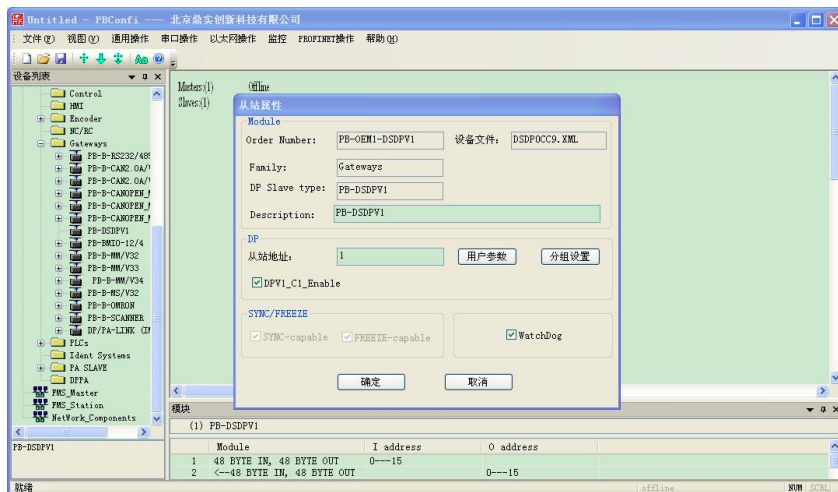 Untitled - PBConfi --- 北京鼎实创新科技有限公司
文件(F) 视图(V) 通用操作 串口操作 以太网操作 监控 PROFINET操作 帮助(H)
设备列表
Control
HMI
Encoder
NC/RC
Gateways
PB-B-RS232/485
PB-B-CAN2.0A/
PB-B-CAN2.0A/
PB-B-CANOPEN_M
PB-B-CANOPEN_M
PB-B-CANOPEN_M
PB-DSDPV1
PB-BMIO-12/4
PB-B-MM/V32
PB-B-MM/V33
PB-B-MM/V34
PB-B-MS/V32
PB-B-OMRON
PB-B-SCANNER
DP/PA-LINK
PLCs
Ident Systems
PA SLAVE
DPPA
FMS_Master
FMS_Station
NetWork_Components
PB-DSDPV1
Masters:(1) Offline
Slaves:(1)
从站属性
Module
Order Number: PB-OEM1-DSDPV1 设备文件: DSDPOCC9.XML
Family: Gateways
DP Slave type: PB-DSDPV1
Description: PB-DSDPV1
DP
从站地址: 1 用户参数 分组设置
DPV1_C1_Enable
SYNC/FREEZE
SYNC-capable FREEZE-capable WatchDog
确定 取消
模块
(1) PB-DSDPV1
Module I address O address
1 48 BYTE IN, 48 BYTE OUT 0---15
2 <--48 BYTE IN, 48 BYTE OUT 0---15
就绪 offline NUM SCRL